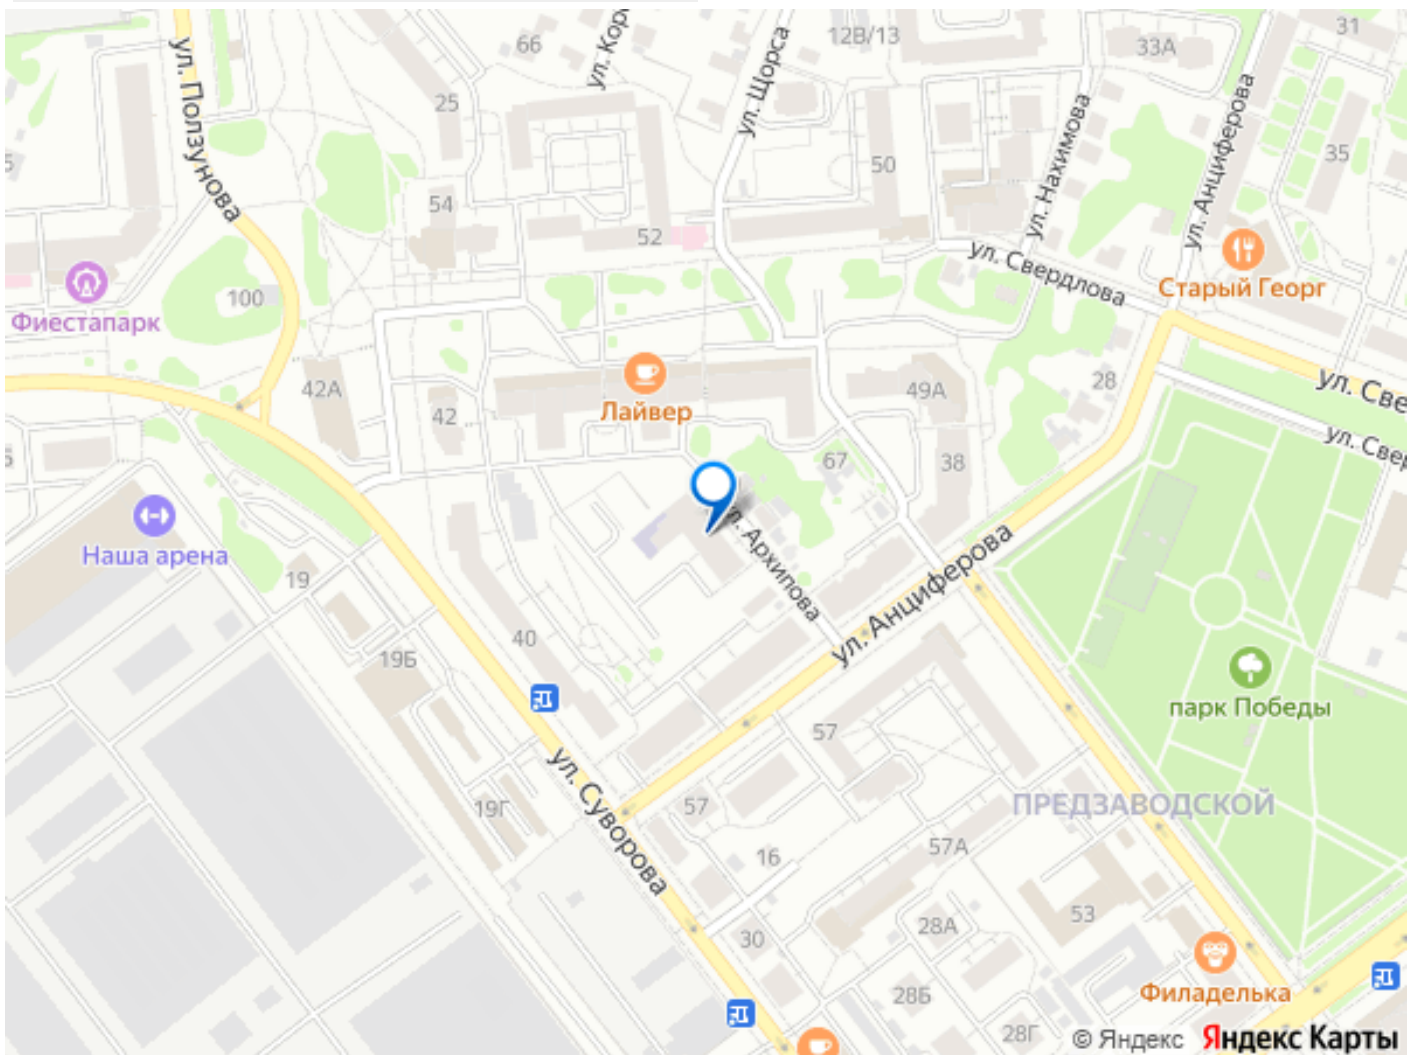 ул. Ползунова
66
ул. Кор
25
ул. Щорса
12В/13
33А
31
ул. Нахимова
ул. Анциферова
35
50
54
52
ул. Свердлова
Старый Георг
100
Фиестапарк
42А
42
Лайвер
49А
28
ул. Све
ул. Свер
67
38
Наша арена
19
ул. Архипова
ул. Анциферова
40
19Б
парк Победы
57
ПРЕДЗАВОДСКОЙ
57
19Г
ул. Суворова
16
57А
53
28А
30
Филаделька
28Б
28Г
© Яндекс Яндекс Карты